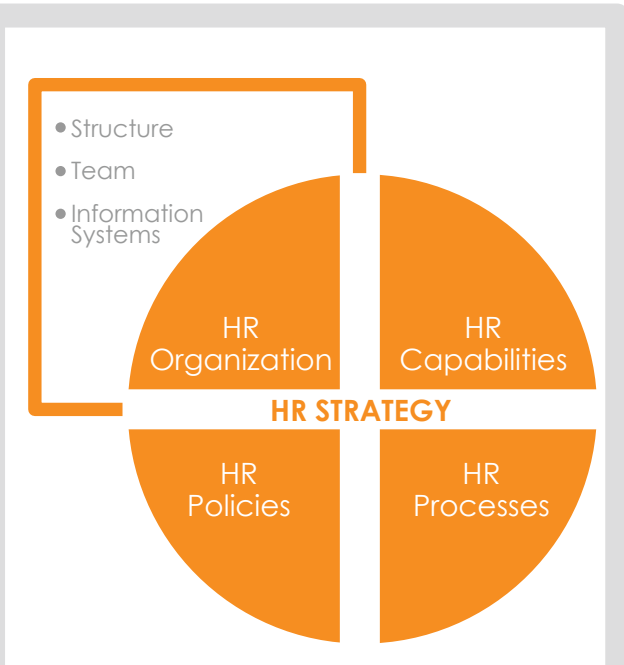 • Structure
• Team
• Information
Systems
HR
Organization
HR
Capabilities
HR STRATEGY
HR
Policies
HR
Processes